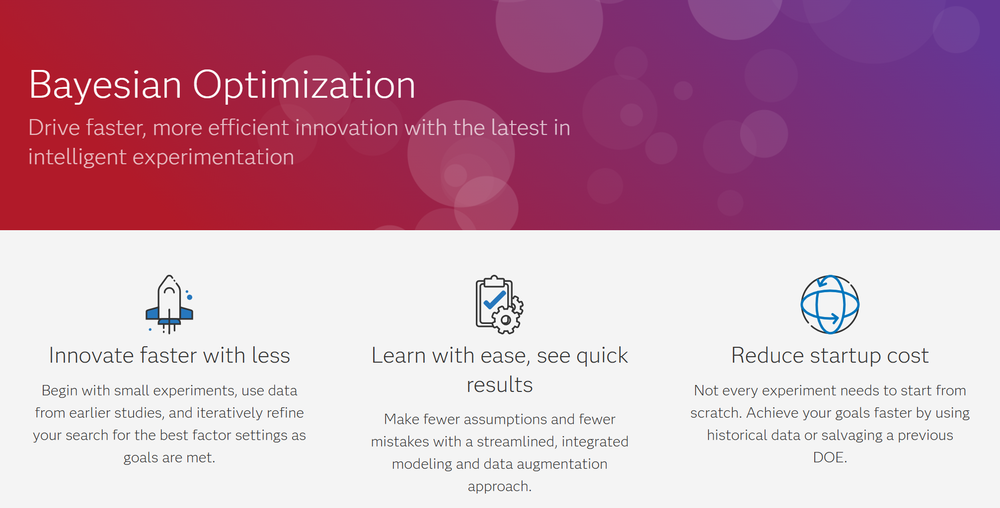 Bayesian Optimization
Drive faster, more efficient innovation with the latest in
intelligent experimentation
Innovate faster with less
Begin with small experiments, use data
from earlier studies, and iteratively refine
your search for the best factor settings as
goals are met.
Learn with ease, see quick
results
Make fewer assumptions and fewer
mistakes with a streamlined, integrated
modeling and data augmentation
approach.
Reduce startup cost
Not every experiment needs to start from
scratch. Achieve your goals faster by using
historical data or salvaging a previous
DOE.